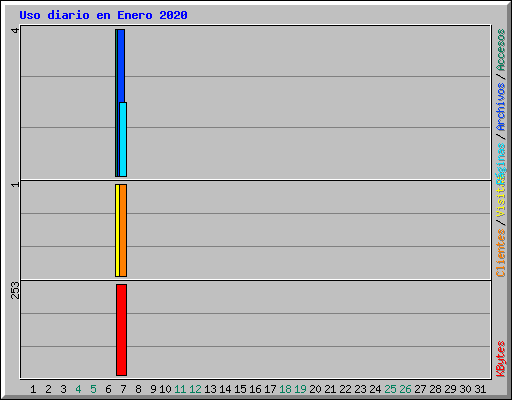 Uso diario en Enero 2020
4
1
253
Accesos / Archivos / Páginas
Clientes / Visitas
KBytes
1 2 3 4 5 6 7 8 9 10 11 12 13 14 15 16 17 18 19 20 21 22 23 24 25 26 27 28 29 30 31